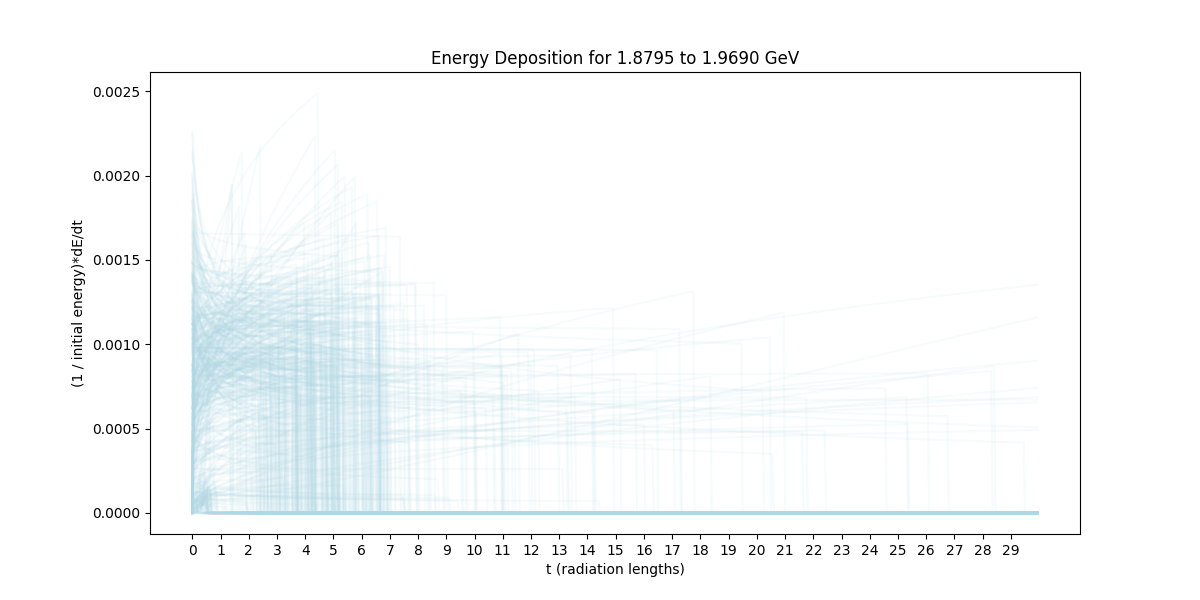 Energy Deposition for 1.8795 to 1.9690 GeV
(1 / initial energy)*dE/dt
0.0025
0.0020
0.0015
0.0010
0.0005
0.0000
0 1 2 3 4 5 6 7 8 9 10 11 12 13 14 15 16 17 18 19 20 21 22 23 24 25 26 27 28 29
t (radiation lengths)